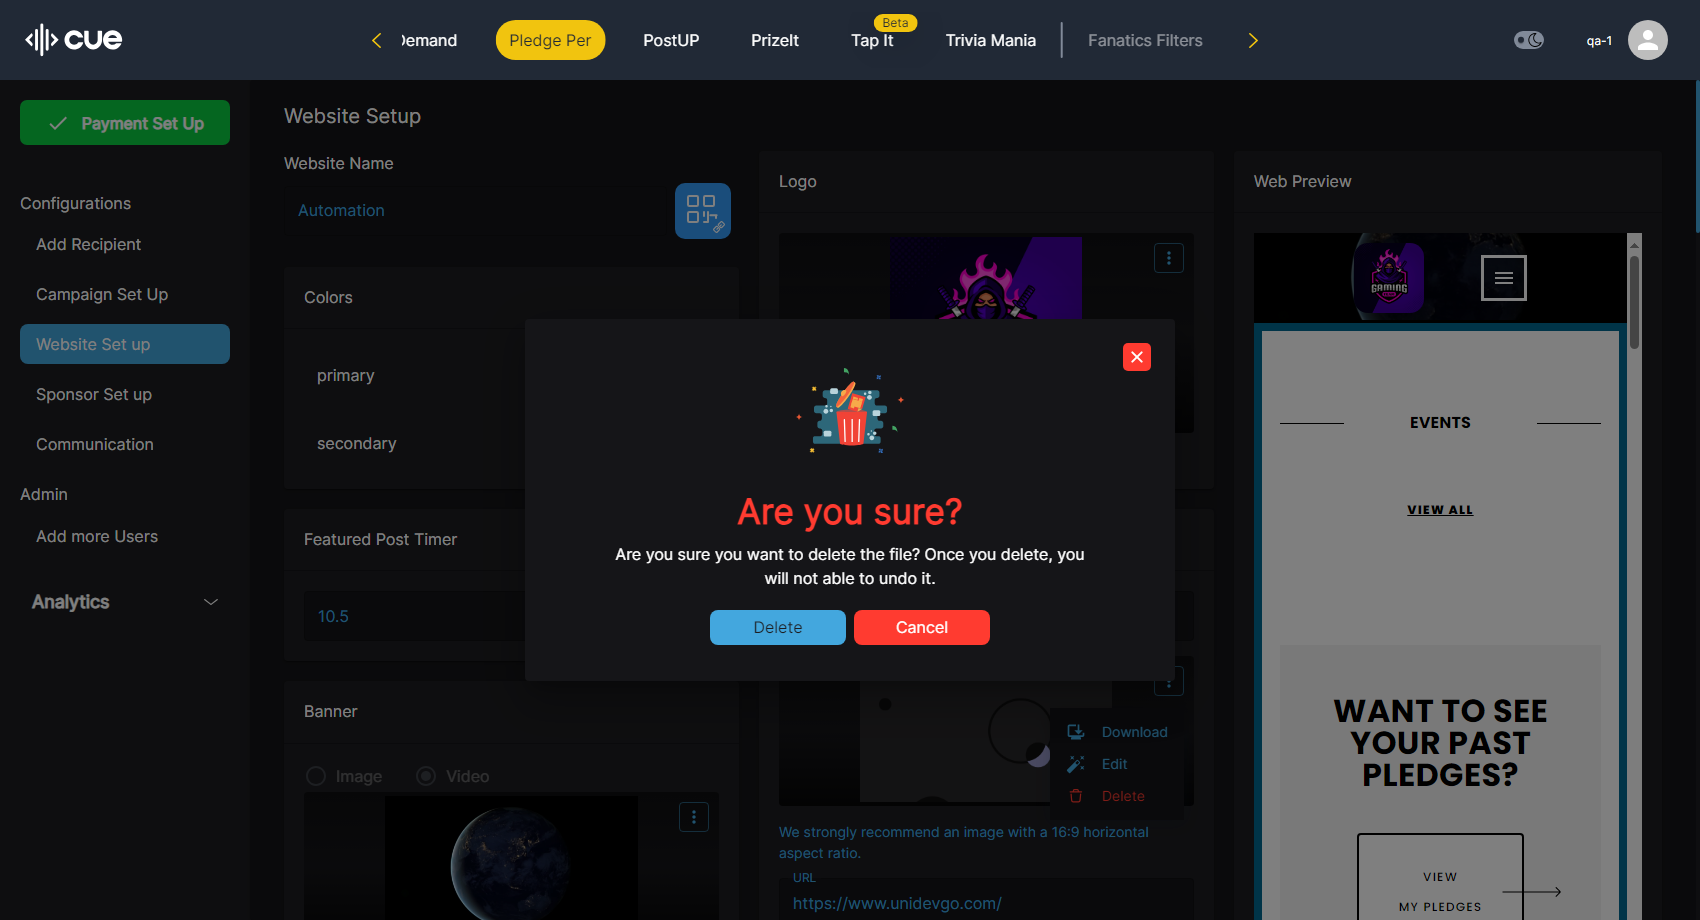 cue
Demand
Pledge Per
PostUP
PrizeIt
Beta
Tap It
Trivia Mania
Fanatics Filters
qa-1
Payment Set Up
Configurations
Add Recipient
Campaign Set Up
Website Set up
Sponsor Set up
Communication
Admin
Add more Users
Analytics
Website Setup
Website Name
Automation
Colors
primary
secondary
Featured Post Timer
10.5
Banner
Image
Video
Logo
Are you sure?
Are you sure you want to delete the file? Once you delete, you
will not able to undo it.
Delete
Cancel
Download
Edit
Delete
We strongly recommend an image with a 16:9 horizontal
aspect ratio.
URL
https://www.unidevgo.com/
Web Preview
GAMING
EVENTS
VIEW ALL
WANT TO SEE
YOUR PAST
PLEDGES?
VIEW
MY PLEDGES